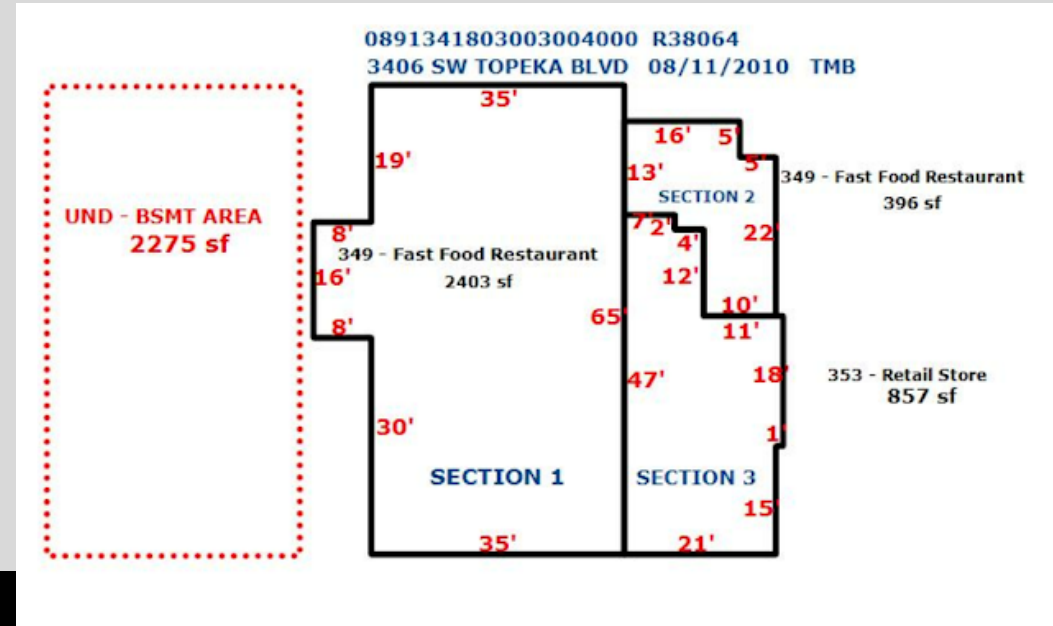 0891341803003004000 R38064
3406 SW TOPEKA BLVD 08/11/2010 TMB
35'
16' 5'
19'
5'
13'
349 - Fast Food Restaurant
396 sf
SECTION 2
UND - BSMT AREA
2275 sf
7' 2'
8'
4'
22'
349 - Fast Food Restaurant
2403 sf
16'
12'
10'
65'
8'
11'
47'
18'
353 - Retail Store
857 sf
30'
1'
SECTION 1
SECTION 3
15'
35'
21'